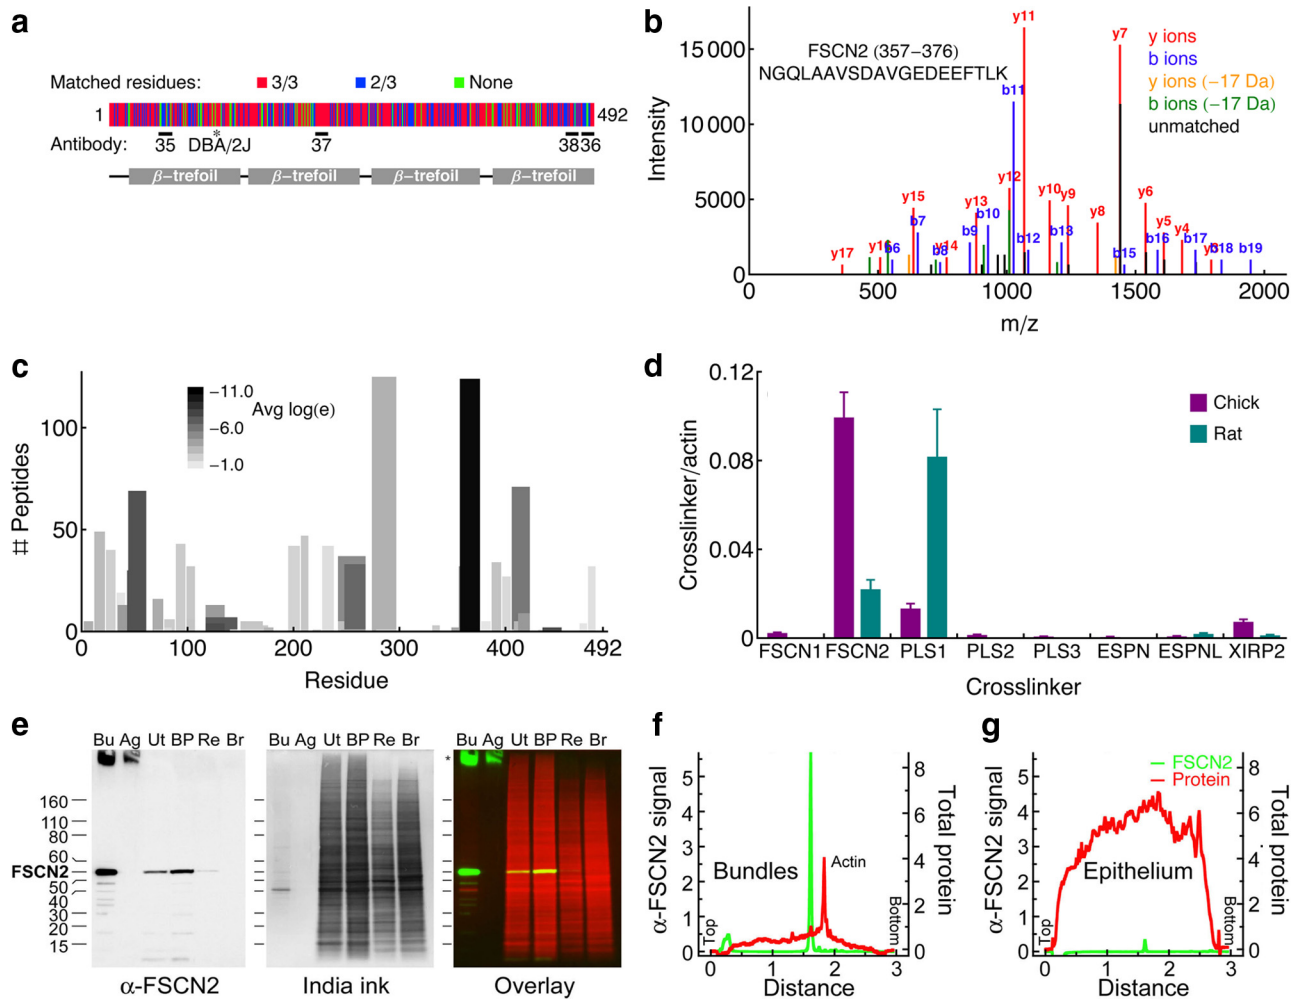 a
Matched residues: 3/3 2/3 None
1 492
Antibody: 35 DBA/2J 37 38 36
*
β-trefoil β-trefoil β-trefoil β-trefoil
b
FSCN2 (357−376)
NGQLAAVSDAVGEDEEFTLK
y ions
b ions
y ions (−17 Da)
b ions (−17 Da)
unmatched
Intensity
15 000
10 000
5000
0
y17 y16 b6 y15 b7 b8 y14 b9 y13 b10 y12 b11 y11 b12 y10 b13 y9 y8 y7 b15 y6 b16 y5 y4 b17 b18 b19
500 1000 1500 2000
m/z
c
# Peptides
100
50
0
−11.0
−6.0
−1.0
Avg log(e)
0 100 200 300 400 492
Residue
d
Crosslinker/actin
0.12
0.08
0.04
0
Chick
Rat
FSCN1 FSCN2 PLS1 PLS2 PLS3 ESPN ESPNL XIRP2
Crosslinker
e
Bu Ag Ut BP Re Br
Bu Ag Ut BP Re Br
Bu Ag Ut BP Re Br
*
160
110
80
60
FSCN2
50
40
30
20
15
α-FSCN2 India ink Overlay
f
α-FSCN2 signal
5
4
3
2
1
0
Bundles
Actin
Top
Bottom
8
6
4
2
0
Total protein
0 1 2 3
Distance
g
α-FSCN2 signal
5
4
3
2
1
0
FSCN2
Protein
Epithelium
Top
Bottom
8
6
4
2
0
Total protein
0 1 2 3
Distance